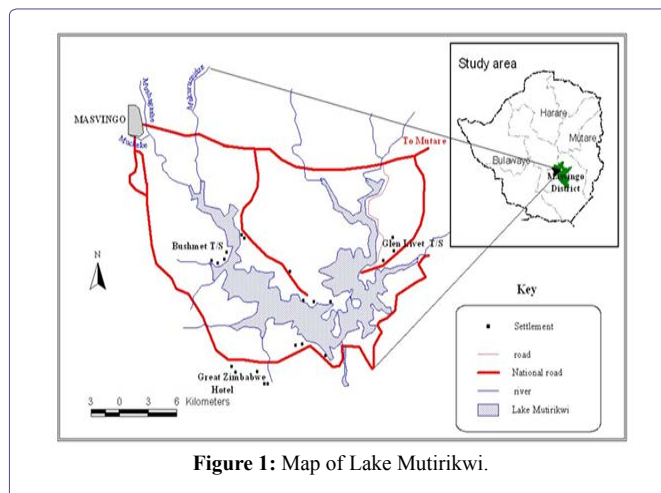 Study area
Harare
Mutare
Bulawayo
Masvingo
District
MASVINGO
To Mutare
Bushmet T/S
Glen Livet T/S
Great Zimbabwe
Hotel
N
3 0 3 6 Kilometers
Key
Settlement
road
National road
river
Lake Mutirikwi
Figure 1: Map of Lake Mutirikwi.